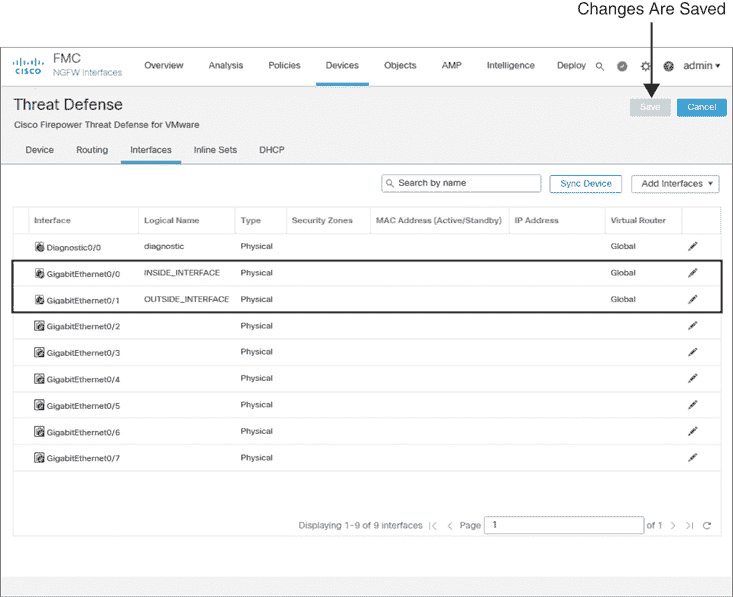 Changes Are Saved
CISCO
FMC
NGFW Interfaces
Overview Analysis Policies Devices Objects AMP Intelligence Deploy admin
Threat Defense
Save Cancel
Cisco Firepower Threat Defense for VMware
Device Routing Interfaces Inline Sets DHCP
Search by name Sync Device Add Interfaces
Interface Logical Name Type Security Zones MAC Address (Active/Standby) IP Address Virtual Router
Diagnostic0/0 diagnostic Physical Global
GigabitEthernet0/0 INSIDE_INTERFACE Physical Global
GigabitEthernet0/1 OUTSIDE_INTERFACE Physical Global
GigabitEthernet0/2 Physical
GigabitEthernet0/3 Physical
GigabitEthernet0/4 Physical
GigabitEthernet0/5 Physical
GigabitEthernet0/6 Physical
GigabitEthernet0/7 Physical
Displaying 1-9 of 9 interfaces |< < Page 1 of 1 > >|